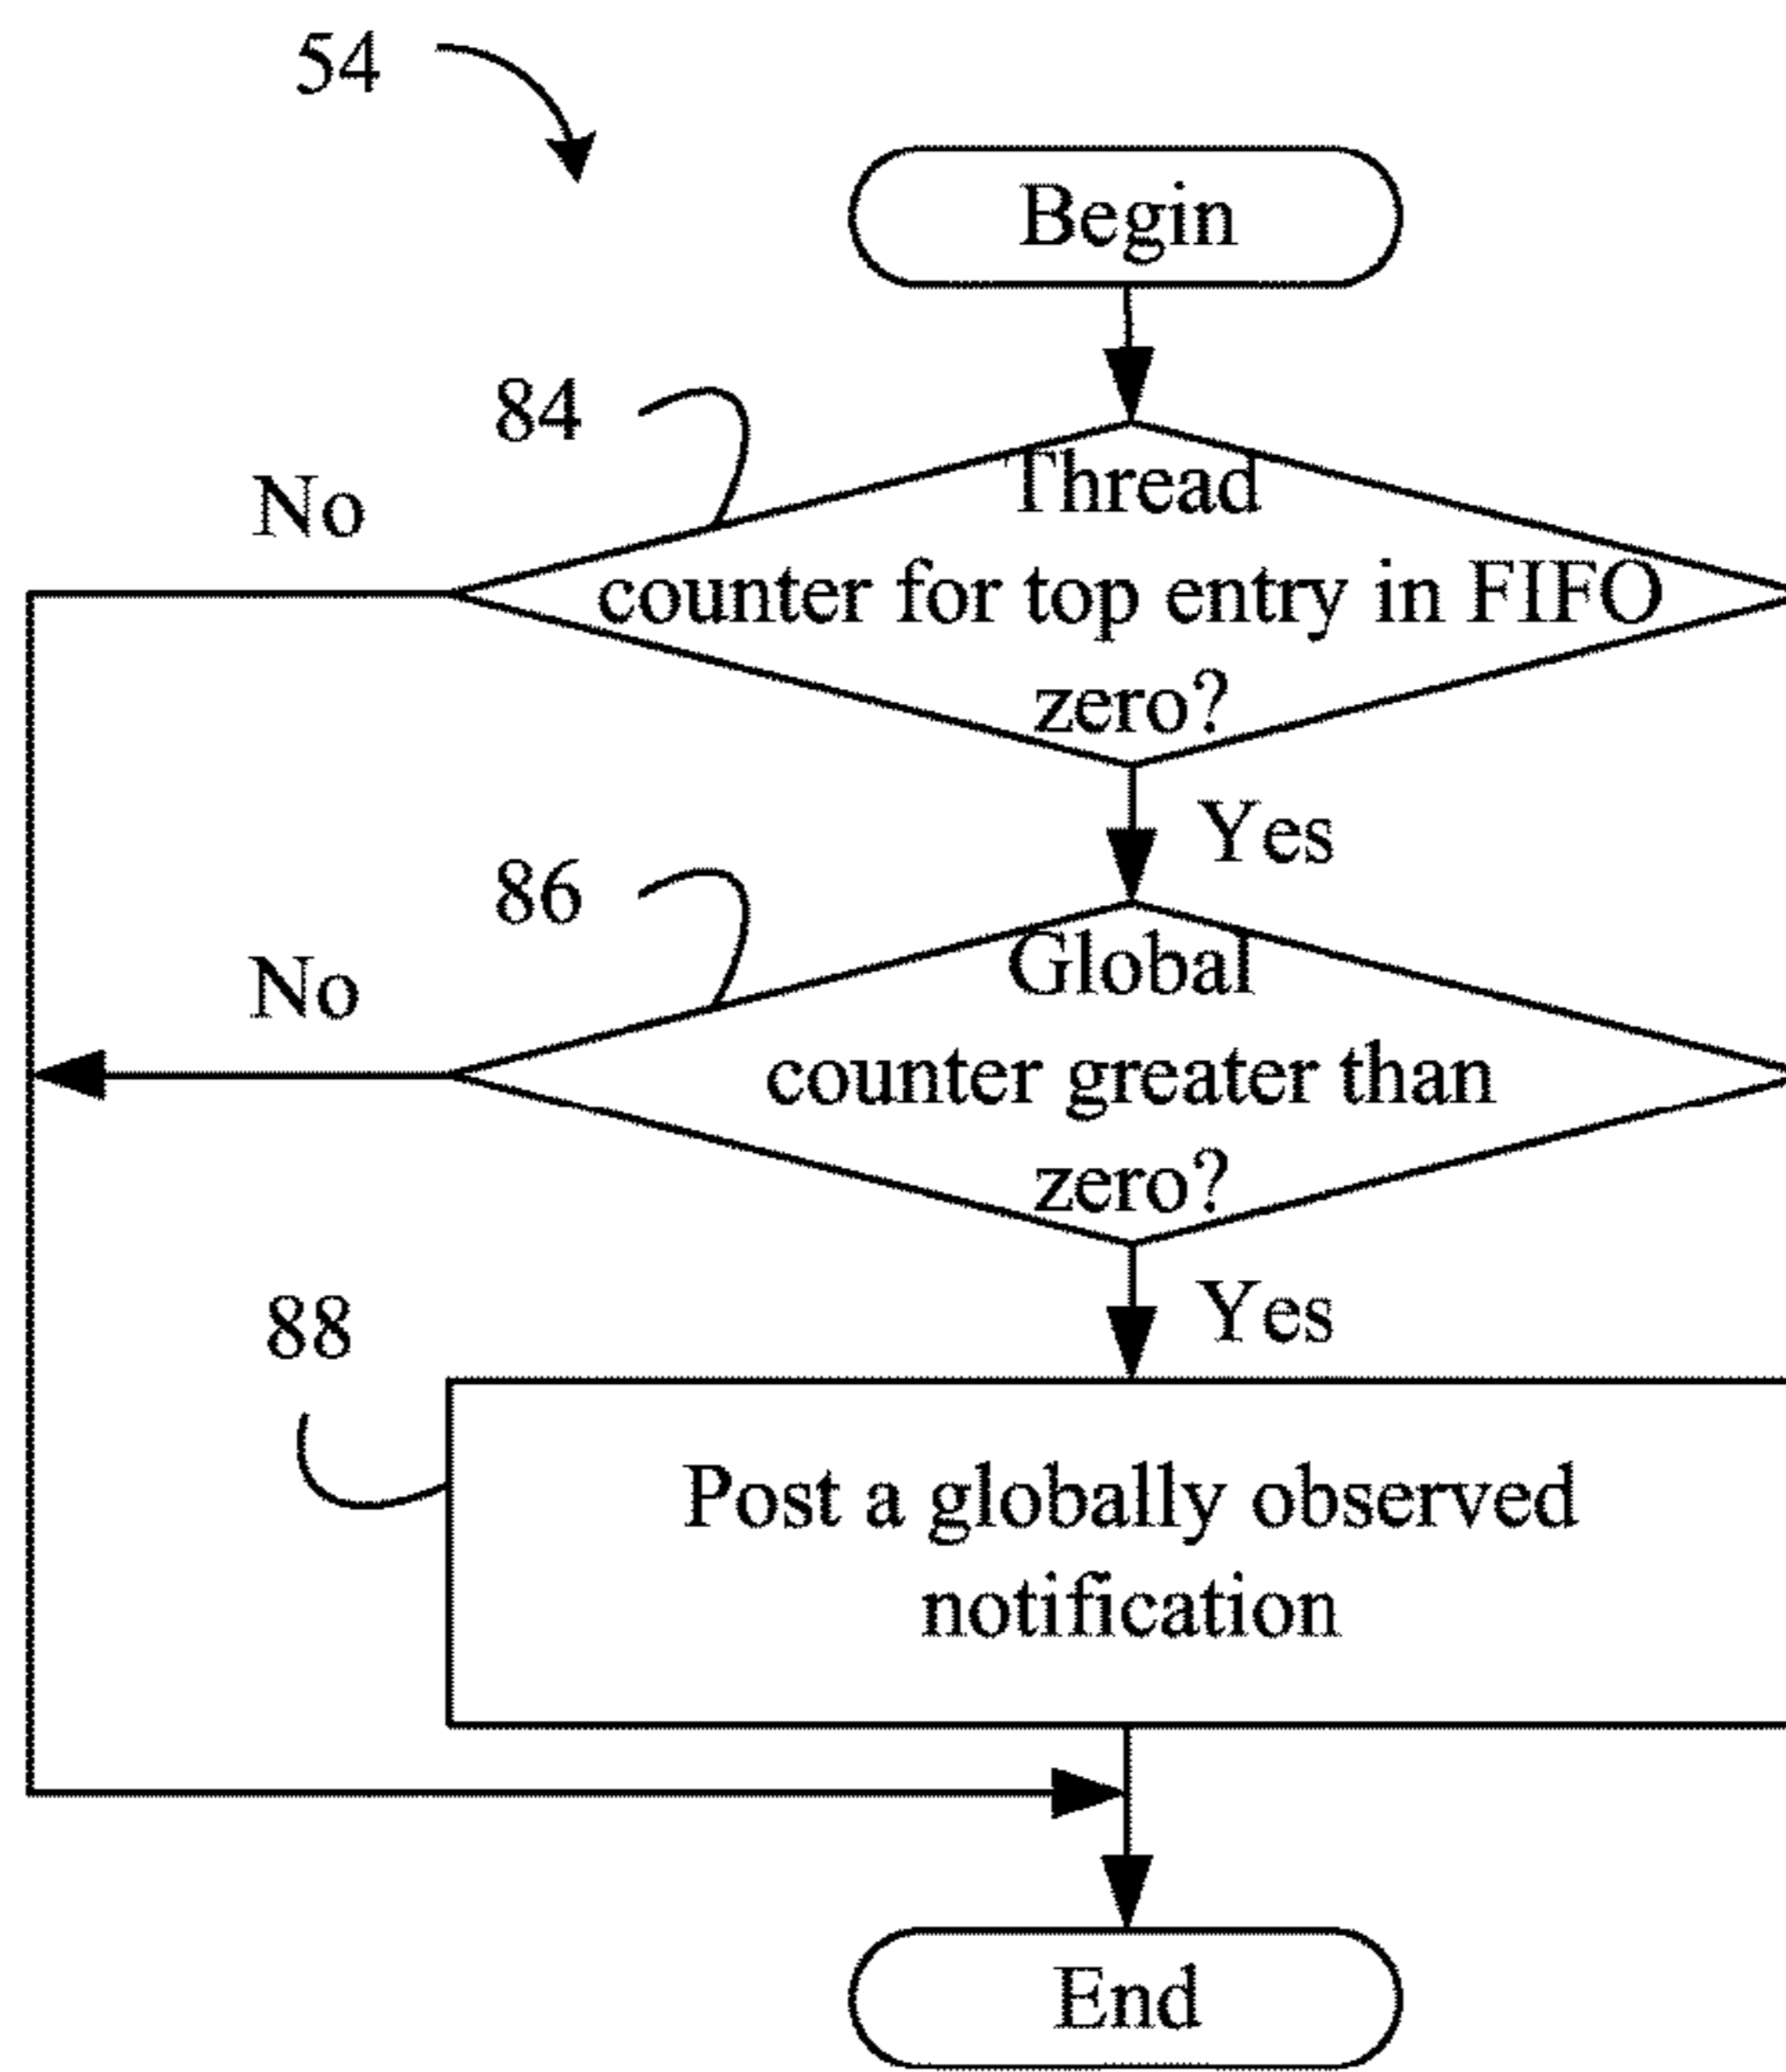 54
Begin
84
No
Thread
counter for top entry in FIFO
zero?
Yes
86
No
Global
counter greater than
zero?
Yes
88
Post a globally observed
notification
End